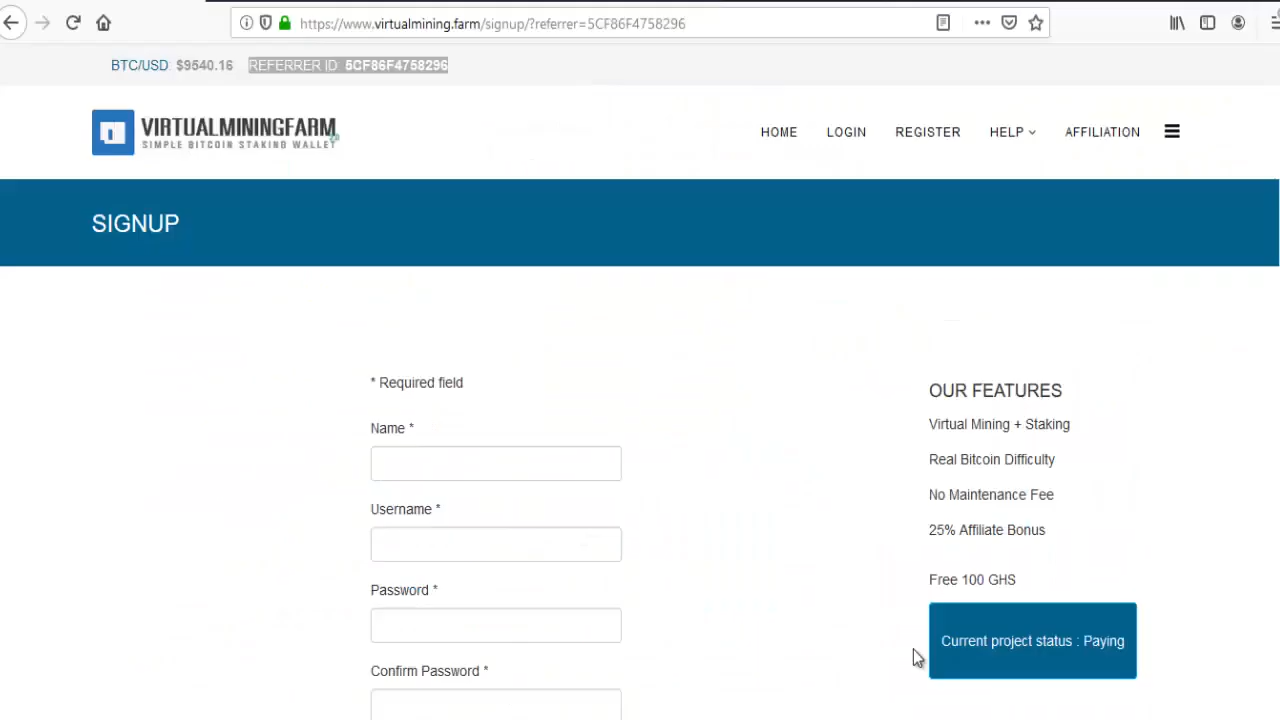 https://www.virtualmining.farm/signup/?referrer=5CF86F4758296
BTC/USD $9540.16 REFERRER ID 5CF86F4758296
VIRTUALMININGFARM
SIMPLE BITCOIN STAKING WALLET
HOME LOGIN REGISTER HELP AFFILIATION
SIGNUP
* Required field
Name *
Username *
Password *
Confirm Password *
OUR FEATURES
Virtual Mining + Staking
Real Bitcoin Difficulty
No Maintenance Fee
25% Affiliate Bonus
Free 100 GHS
Current project status : Paying